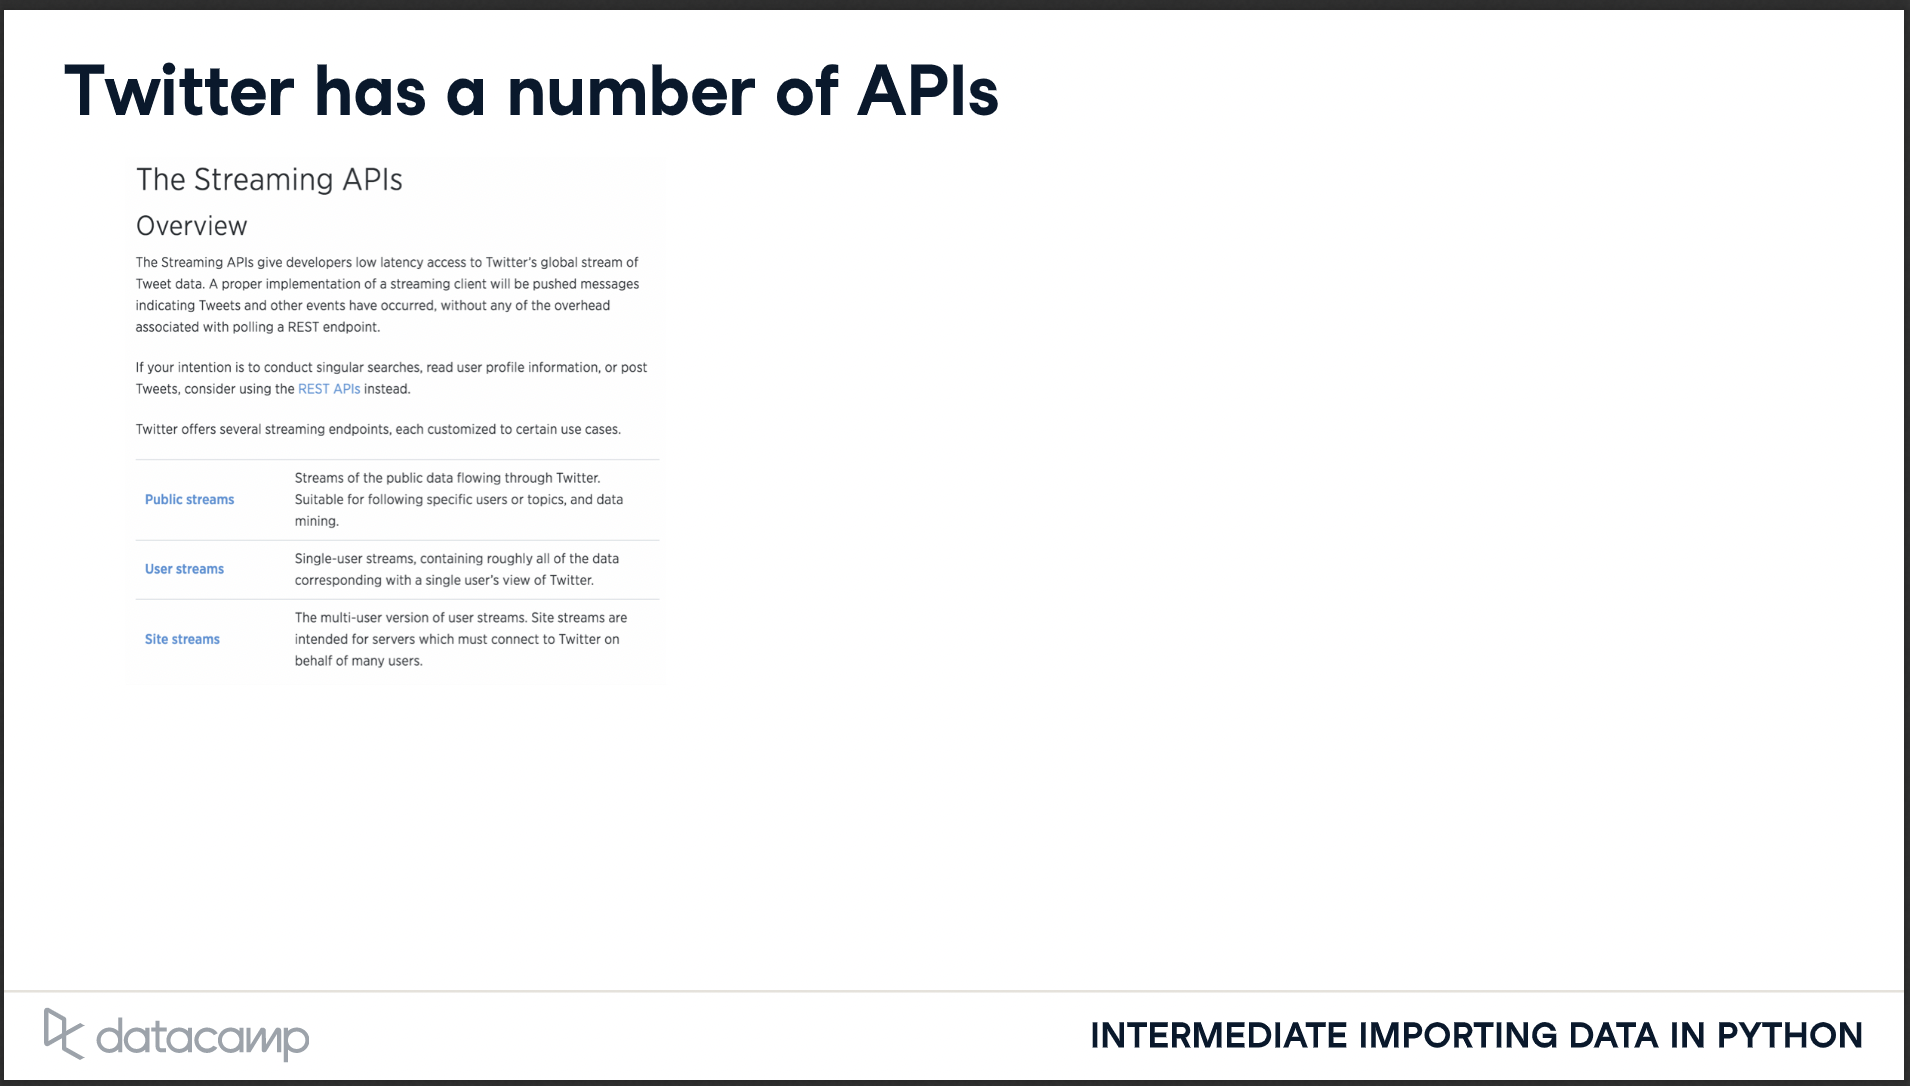 Twitter has a number of APIs
The Streaming APIs
Overview
The Streaming APIs give developers low latency access to Twitter's global stream of
Tweet data. A proper implementation of a streaming client will be pushed messages
indicating Tweets and other events have occurred, without any of the overhead
associated with polling a REST endpoint.
If your intention is to conduct singular searches, read user profile information, or post
Tweets, consider using the REST APIs instead.
Twitter offers several streaming endpoints, each customized to certain use cases.
Public streams
Streams of the public data flowing through Twitter.
Suitable for following specific users or topics, and data
mining.
User streams
Single-user streams, containing roughly all of the data
corresponding with a single user's view of Twitter.
Site streams
The multi-user version of user streams. Site streams are
intended for servers which must connect to Twitter on
behalf of many users.
datacamp
INTERMEDIATE IMPORTING DATA IN PYTHON